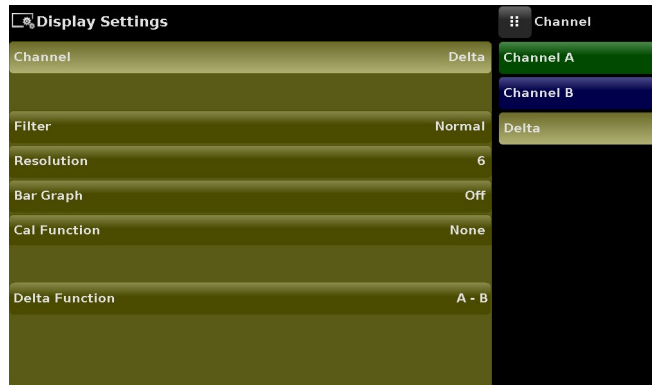 Display Settings
Channel Delta
Filter Normal
Resolution 6
Bar Graph Off
Cal Function None
Delta Function A - B
Channel
Channel A
Channel B
Delta